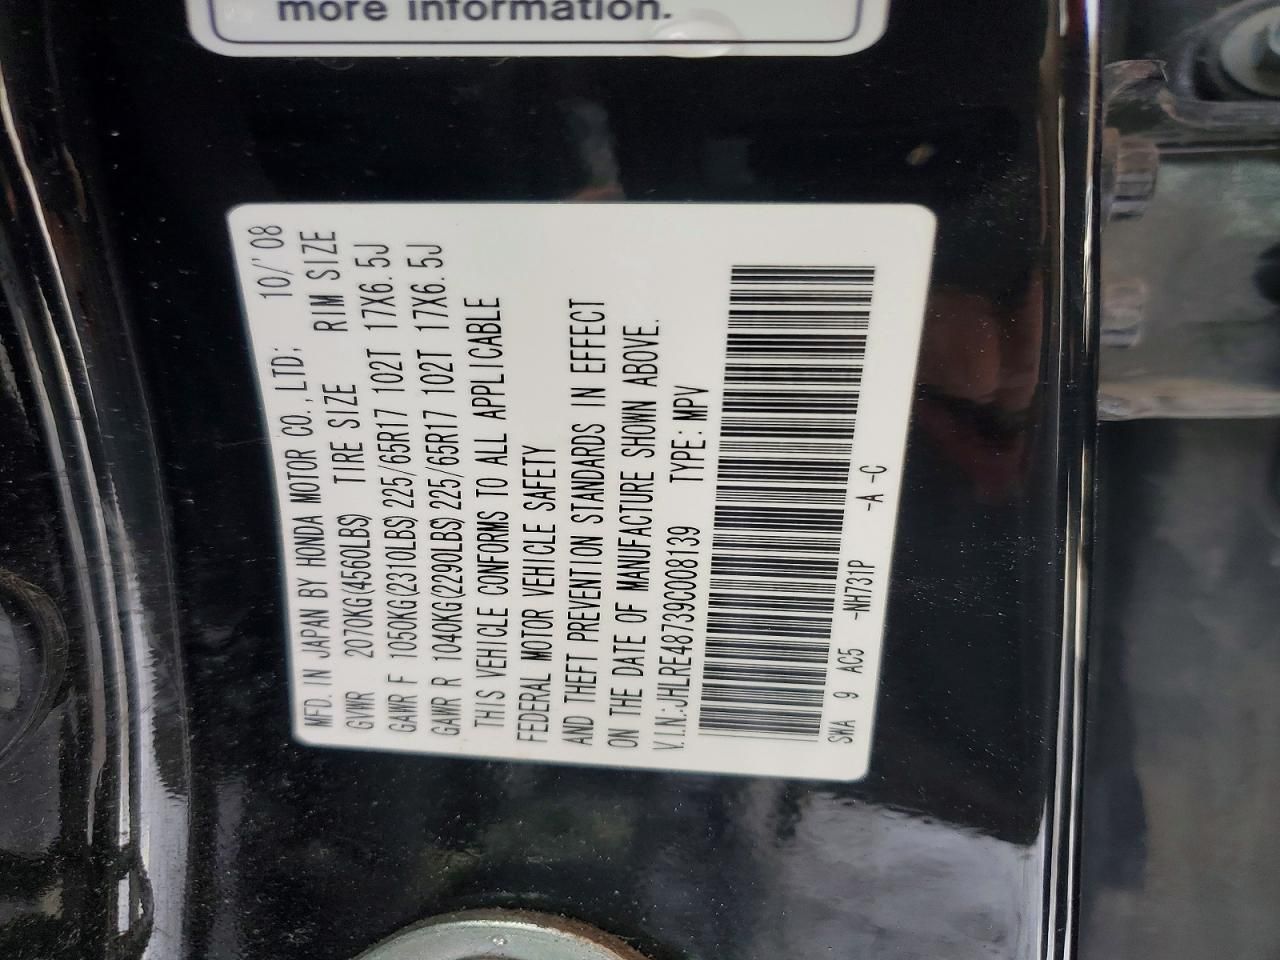 more information.
MFD. IN JAPAN BY HONDA MOTOR CO., LTD. 10/'08
GVWR 2070KG(4560LBS) TIRE SIZE RIM SIZE
GAWR F 1050KG(2310LBS) 225/65R17 102T 17X6.5J
GAWR R 1040KG(2290LBS) 225/65R17 102T 17X6.5J
THIS VEHICLE CONFORMS TO ALL APPLICABLE
FEDERAL MOTOR VEHICLE SAFETY
AND THEFT PREVENTION STANDARDS IN EFFECT
ON THE DATE OF MANUFACTURE SHOWN ABOVE.
V.I.N.:JHLRE48739C008139 TYPE: MPV
SWA 9 AC5 -NH731P -A -C